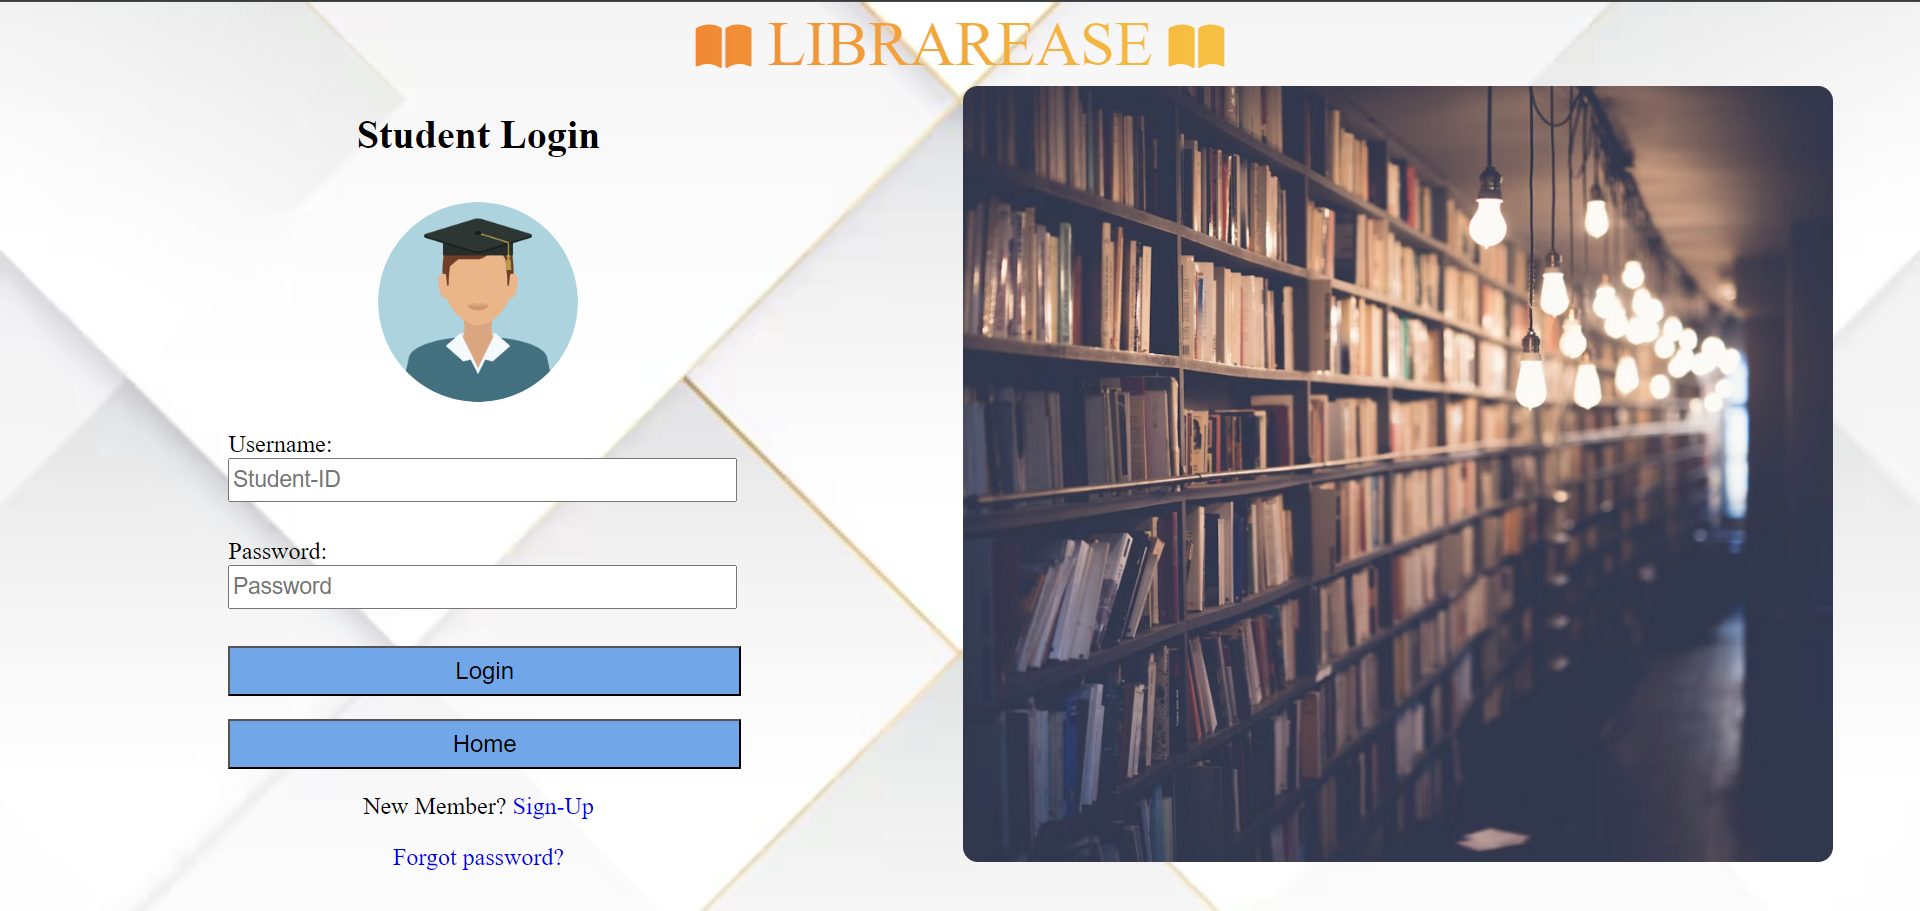 LIBRAREASE
Student Login
Username:
Student-ID
Password:
Password
Login
Home
New Member? Sign-Up
Forgot password?